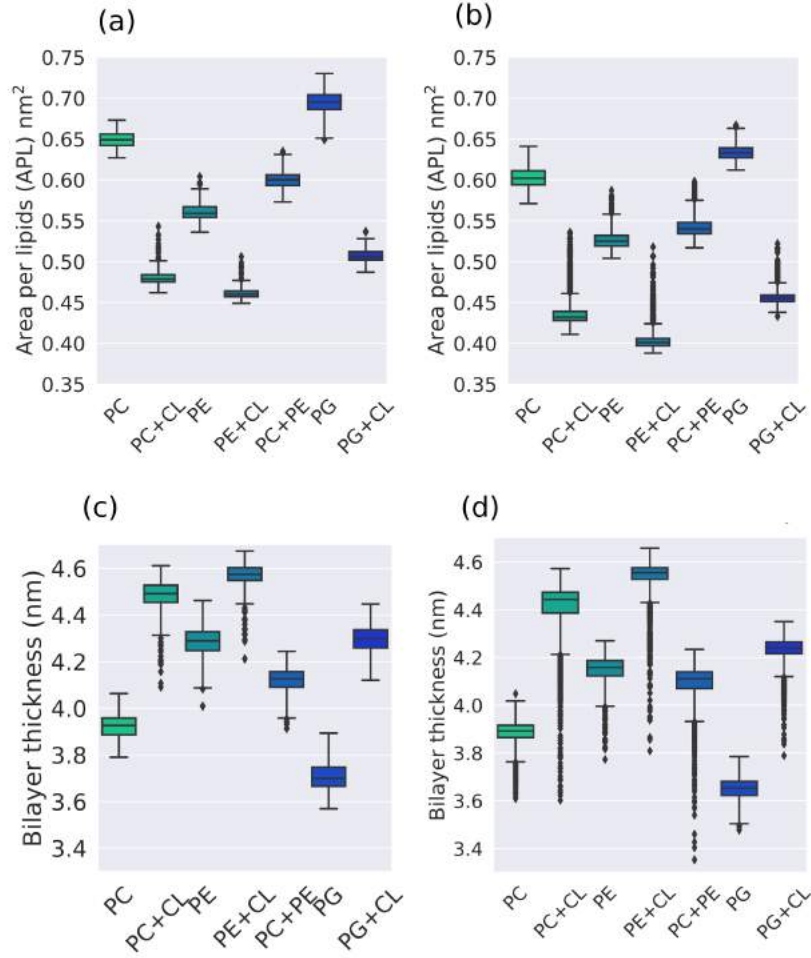 (a)
Area per lipids (APL) nm²
0.75
0.70
0.65
0.60
0.55
0.50
0.45
0.40
0.35
PC
PC+CL
PE
PE+CL
PC+PE
PG
PG+CL
(b)
Area per lipids (APL) nm²
0.75
0.70
0.65
0.60
0.55
0.50
0.45
0.40
0.35
PC
PC+CL
PE
PE+CL
PC+PE
PG
PG+CL
(c)
Bilayer thickness (nm)
4.6
4.4
4.2
4.0
3.8
3.6
3.4
PC
PC+CL
PE
PE+CL
PC+PE
PG
PG+CL
(d)
Bilayer thickness (nm)
4.6
4.4
4.2
4.0
3.8
3.6
3.4
PC
PC+CL
PE
PE+CL
PC+PE
PG
PG+CL